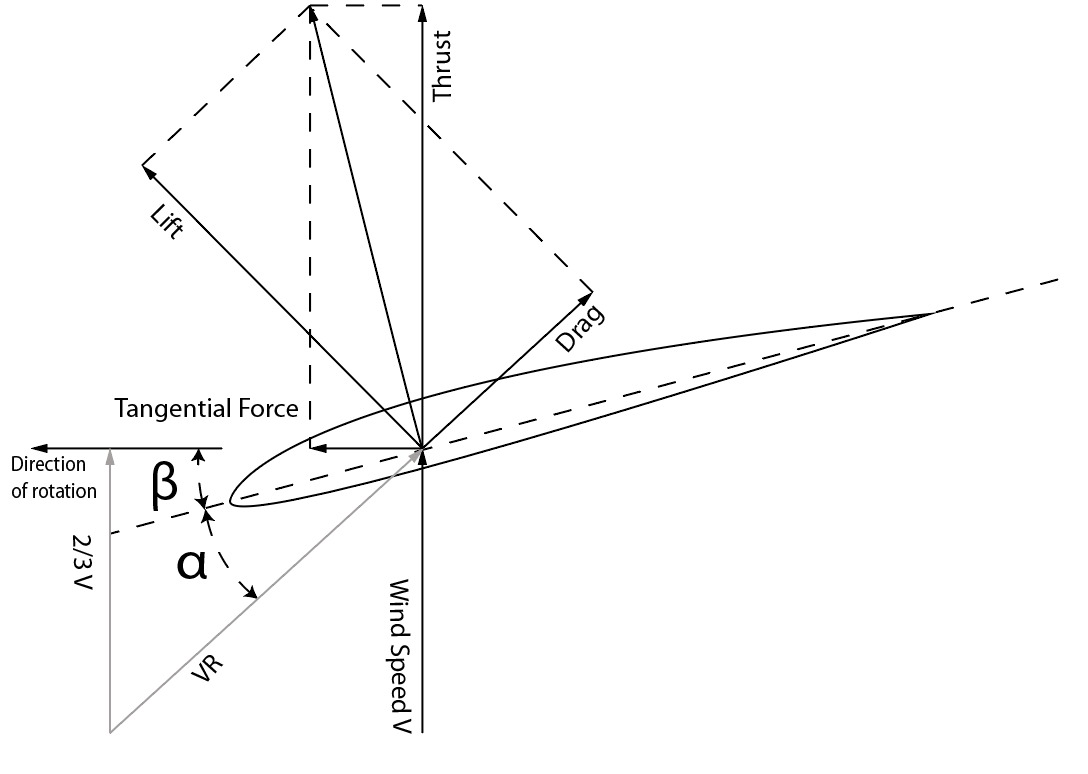 Thrust
Lift
Drag
Tangential Force
Direction
of rotation
β
2/3 V
α
Wind Speed V
VR